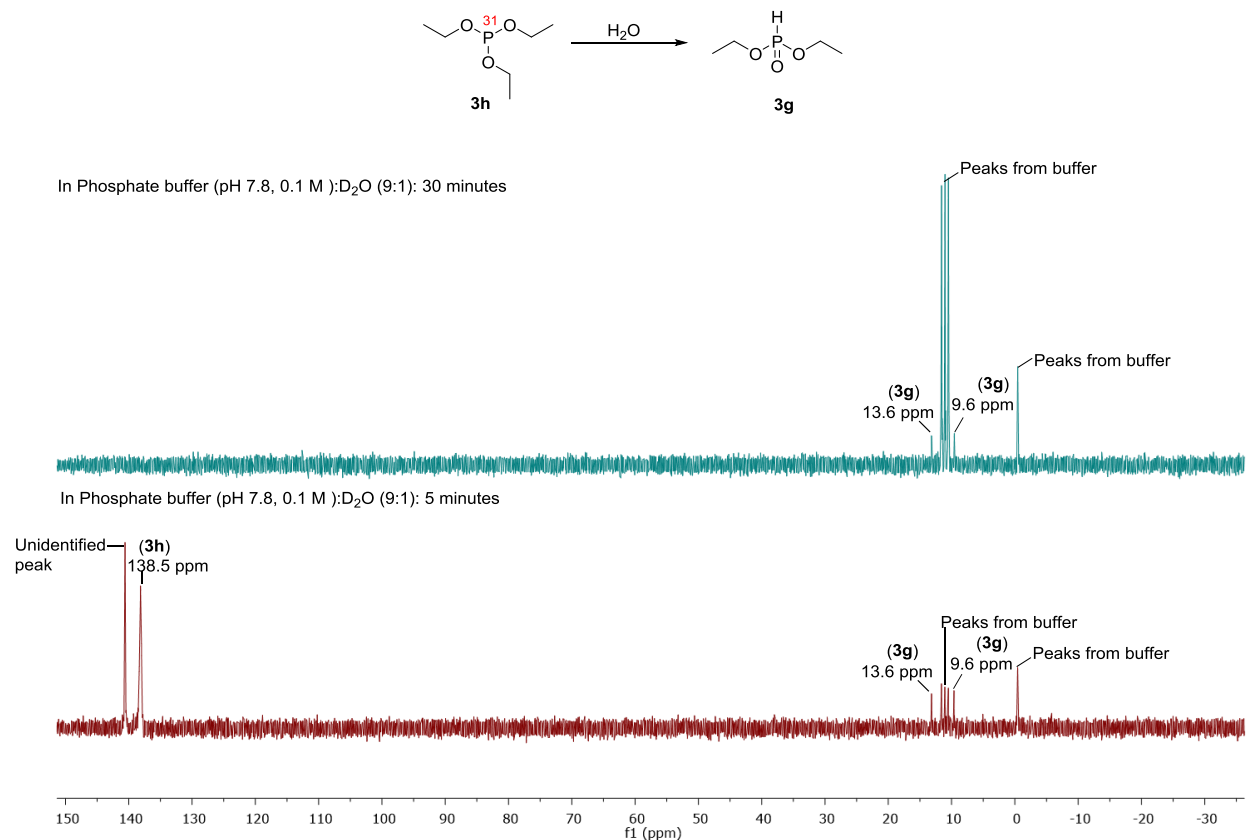 31
O P O
O
H₂O
H
P
O O
O
3h
3g
In Phosphate buffer (pH 7.8, 0.1 M ):D₂O (9:1): 30 minutes
Peaks from buffer
Peaks from buffer
(3g)
13.6 ppm
(3g)
9.6 ppm
In Phosphate buffer (pH 7.8, 0.1 M ):D₂O (9:1): 5 minutes
Unidentified
peak
(3h)
138.5 ppm
Peaks from buffer
(3g)
13.6 ppm
(3g)
9.6 ppm
Peaks from buffer
150 140 130 120 110 100 90 80 70 60 50 40 30 20 10 0 -10 -20 -30
f1 (ppm)